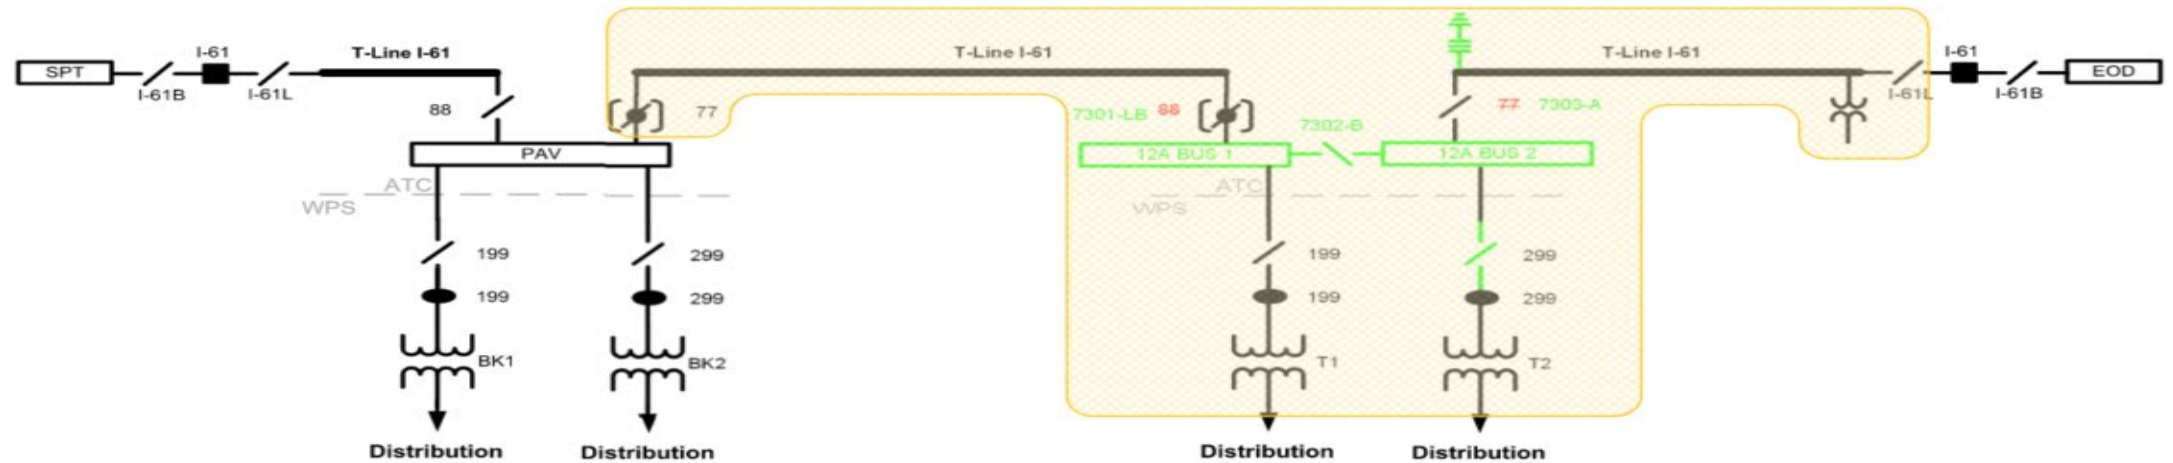 SPT
I-61B
I-61
I-61L
T-Line I-61
88
PAV
77
T-Line I-61
7301-LB 88
12A BUS 1
7302-B
12A BUS 2
77 7303-A
T-Line I-61
I-61L
I-61
I-61B
EOD
ATC
WPS
ATC
WPS
199
299
199
299
199
299
199
299
BK1
BK2
T1
T2
Distribution
Distribution
Distribution
Distribution